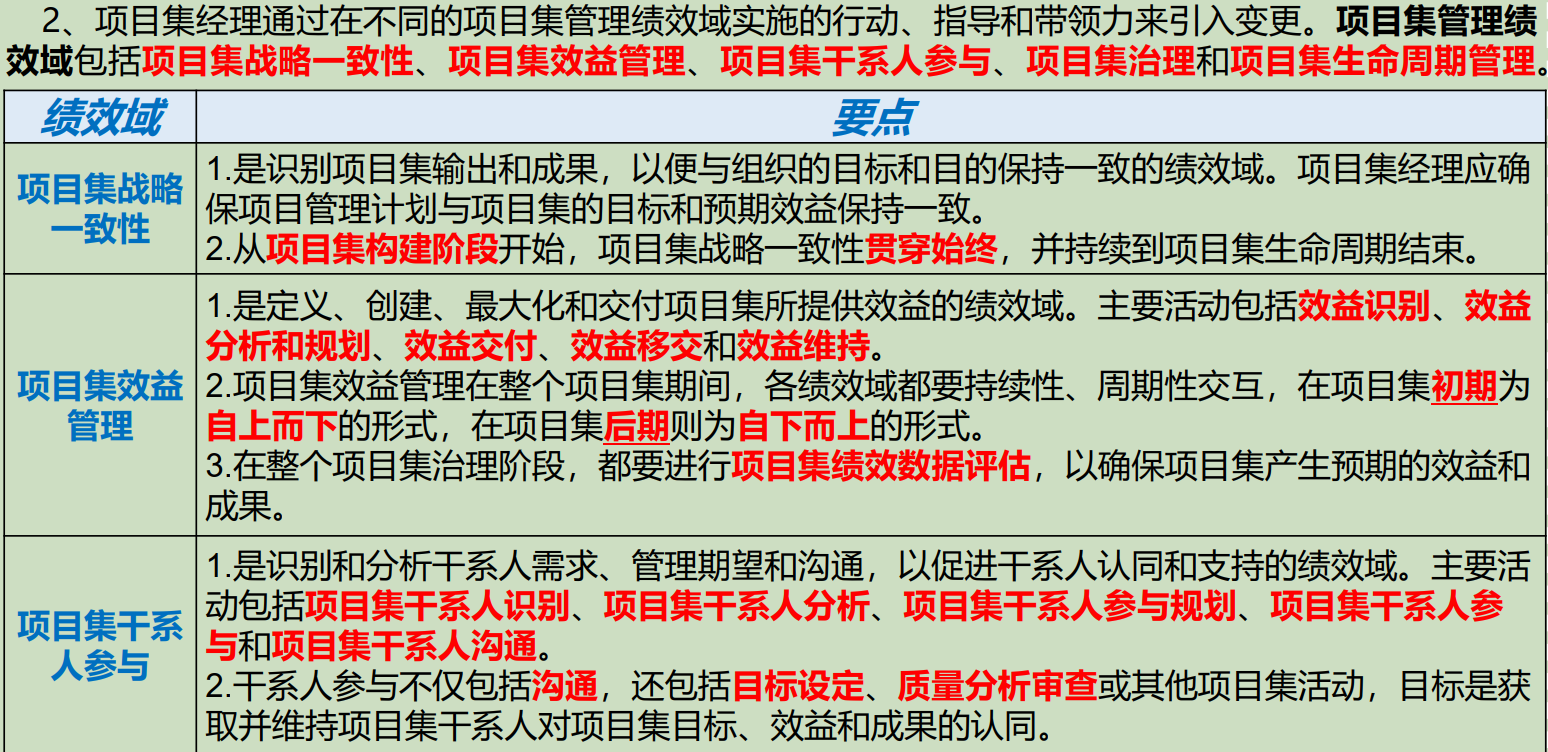 2、项目集经理通过在不同的项目集管理绩效域实施的行动、指导和带领力来引入变更。项目集管理绩
效域包括项目集战略一致性、项目集效益管理、项目集干系人参与、项目集治理和项目集生命周期管理。
绩效域
要点
项目集战略
一致性
1.是识别项目集输出和成果，以便与组织的目标和目的保持一致的绩效域。项目集经理应确
保项目管理计划与项目集的目标和预期效益保持一致。
2.从项目集构建阶段开始，项目集战略一致性贯穿始终，并持续到项目集生命周期结束。
项目集效益
管理
1.是定义、创建、最大化和交付项目集所提供效益的绩效域。主要活动包括效益识别、效益
分析和规划、效益交付、效益移交和效益维持。
2.项目集效益管理在整个项目集期间，各绩效域都要持续性、周期性交互，在项目集初期为
自上而下的形式，在项目集后期则为自下而上的形式。
3.在整个项目集治理阶段，都要进行项目集绩效数据评估，以确保项目集产生预期的效益和
成果。
项目集干系
人参与
1.是识别和分析干系人需求、管理期望和沟通，以促进干系人认同和支持的绩效域。主要活
动包括项目集干系人识别、项目集干系人分析、项目集干系人参与规划、项目集干系人参
与和项目集干系人沟通。
2.干系人参与不仅包括沟通，还包括目标设定、质量分析审查或其他项目集活动，目标是获
取并维持项目集干系人对项目集目标、效益和成果的认同。